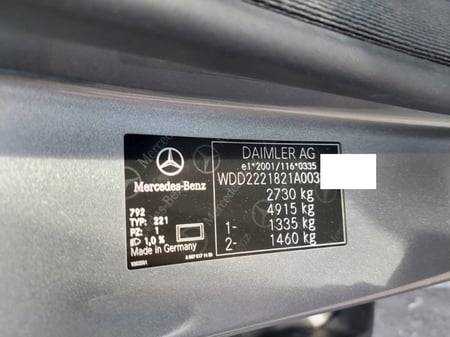 DAIMLER AG
e1*2001/116*0335
WDD2221821A003
2730 kg
4915 kg
1- 1335 kg
2- 1460 kg
Mercedes-Benz
792
TYP: 221
PZ: 1
1,0 %
Made in Germany